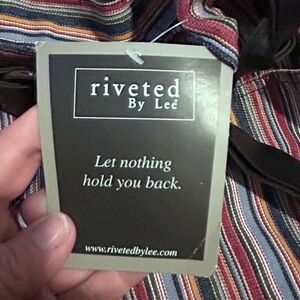 riveted
By Lee
Let nothing
hold you back.
www.rivetedbylee.com